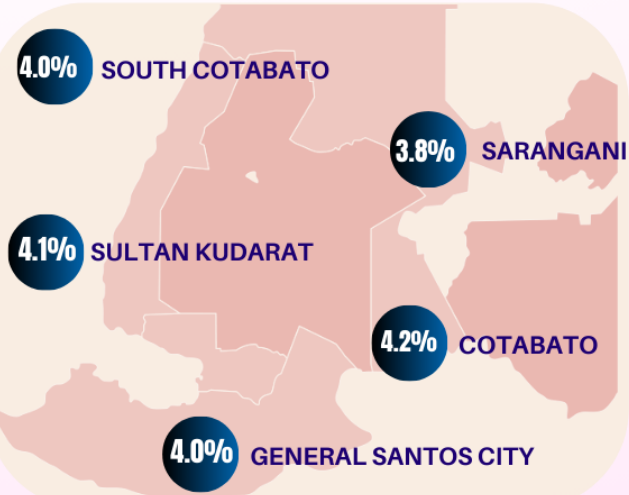 4.0% SOUTH COTABATO
3.8% SARANGANI
4.1% SULTAN KUDARAT
4.2% COTABATO
4.0% GENERAL SANTOS CITY